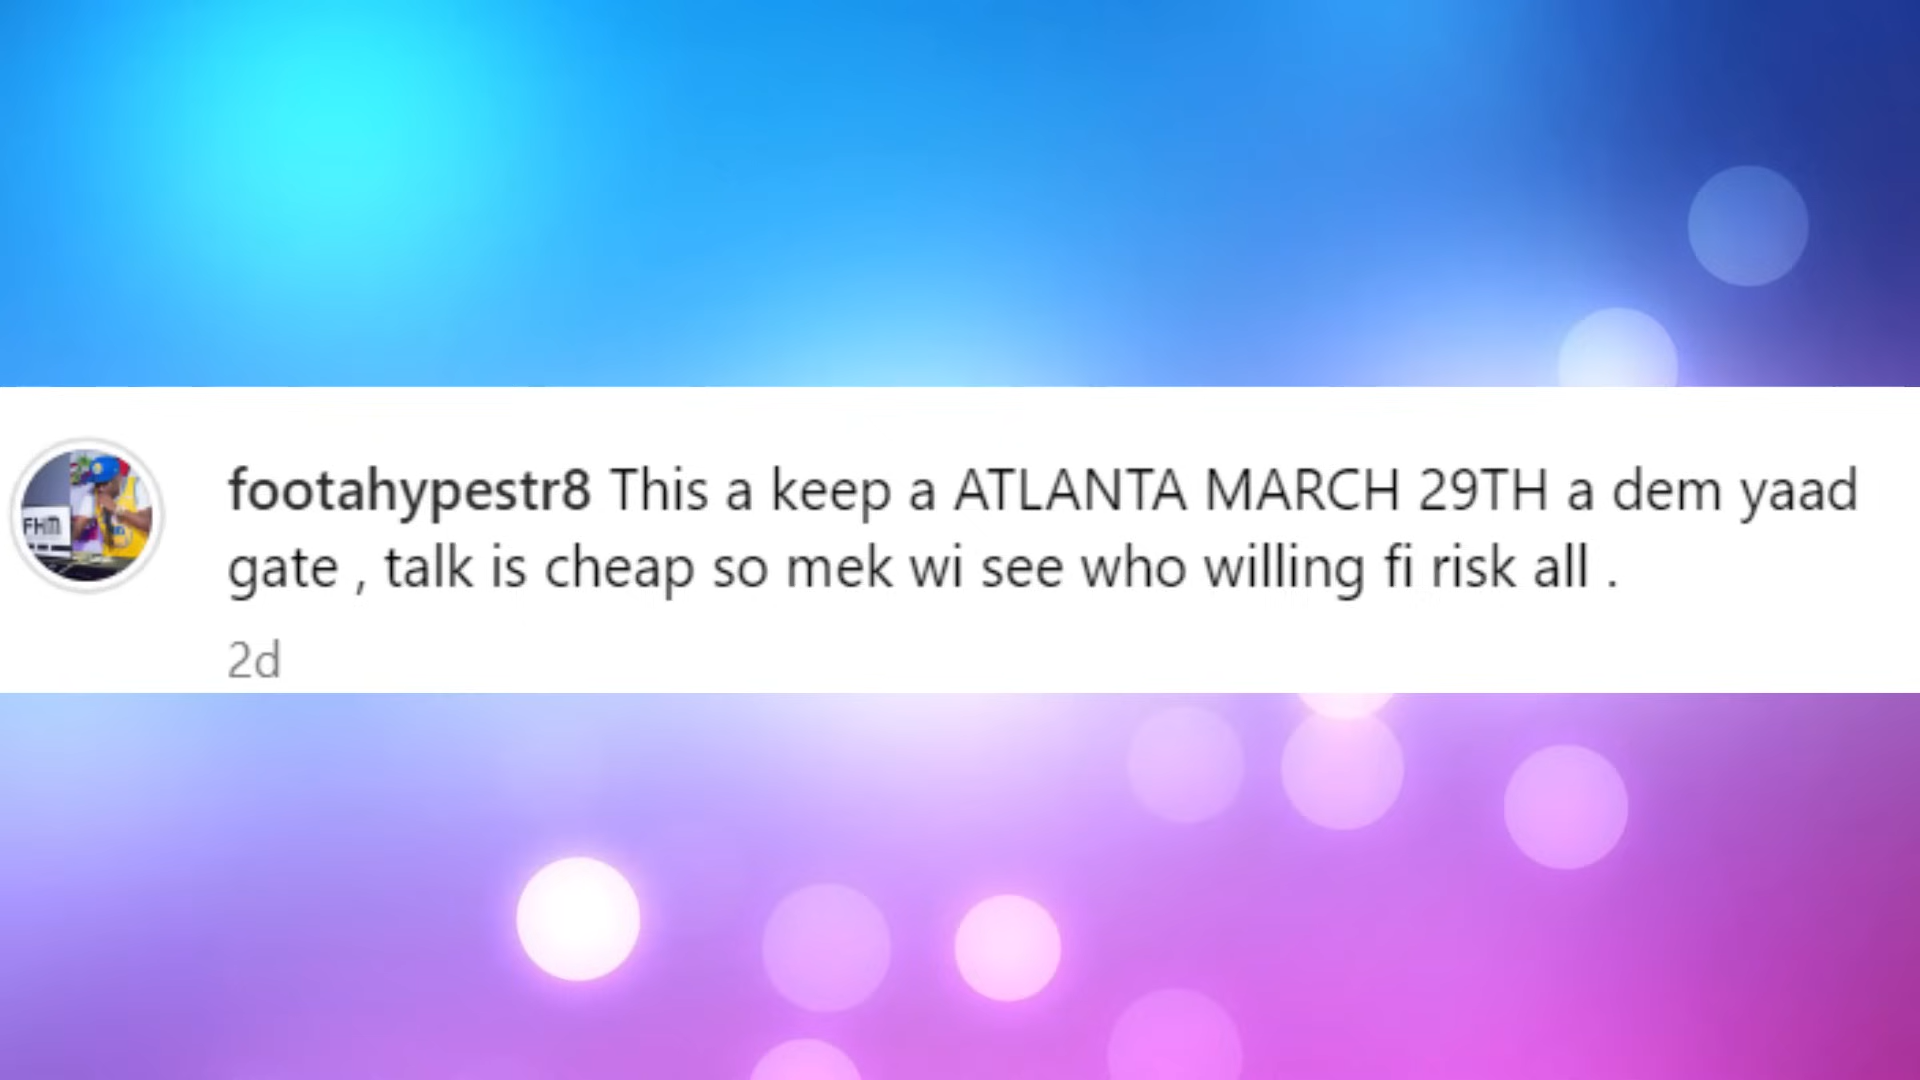 footahypestr8 This a keep a ATLANTA MARCH 29TH a dem yaad
gate , talk is cheap so mek wi see who willing fi risk all .
2d
FHM